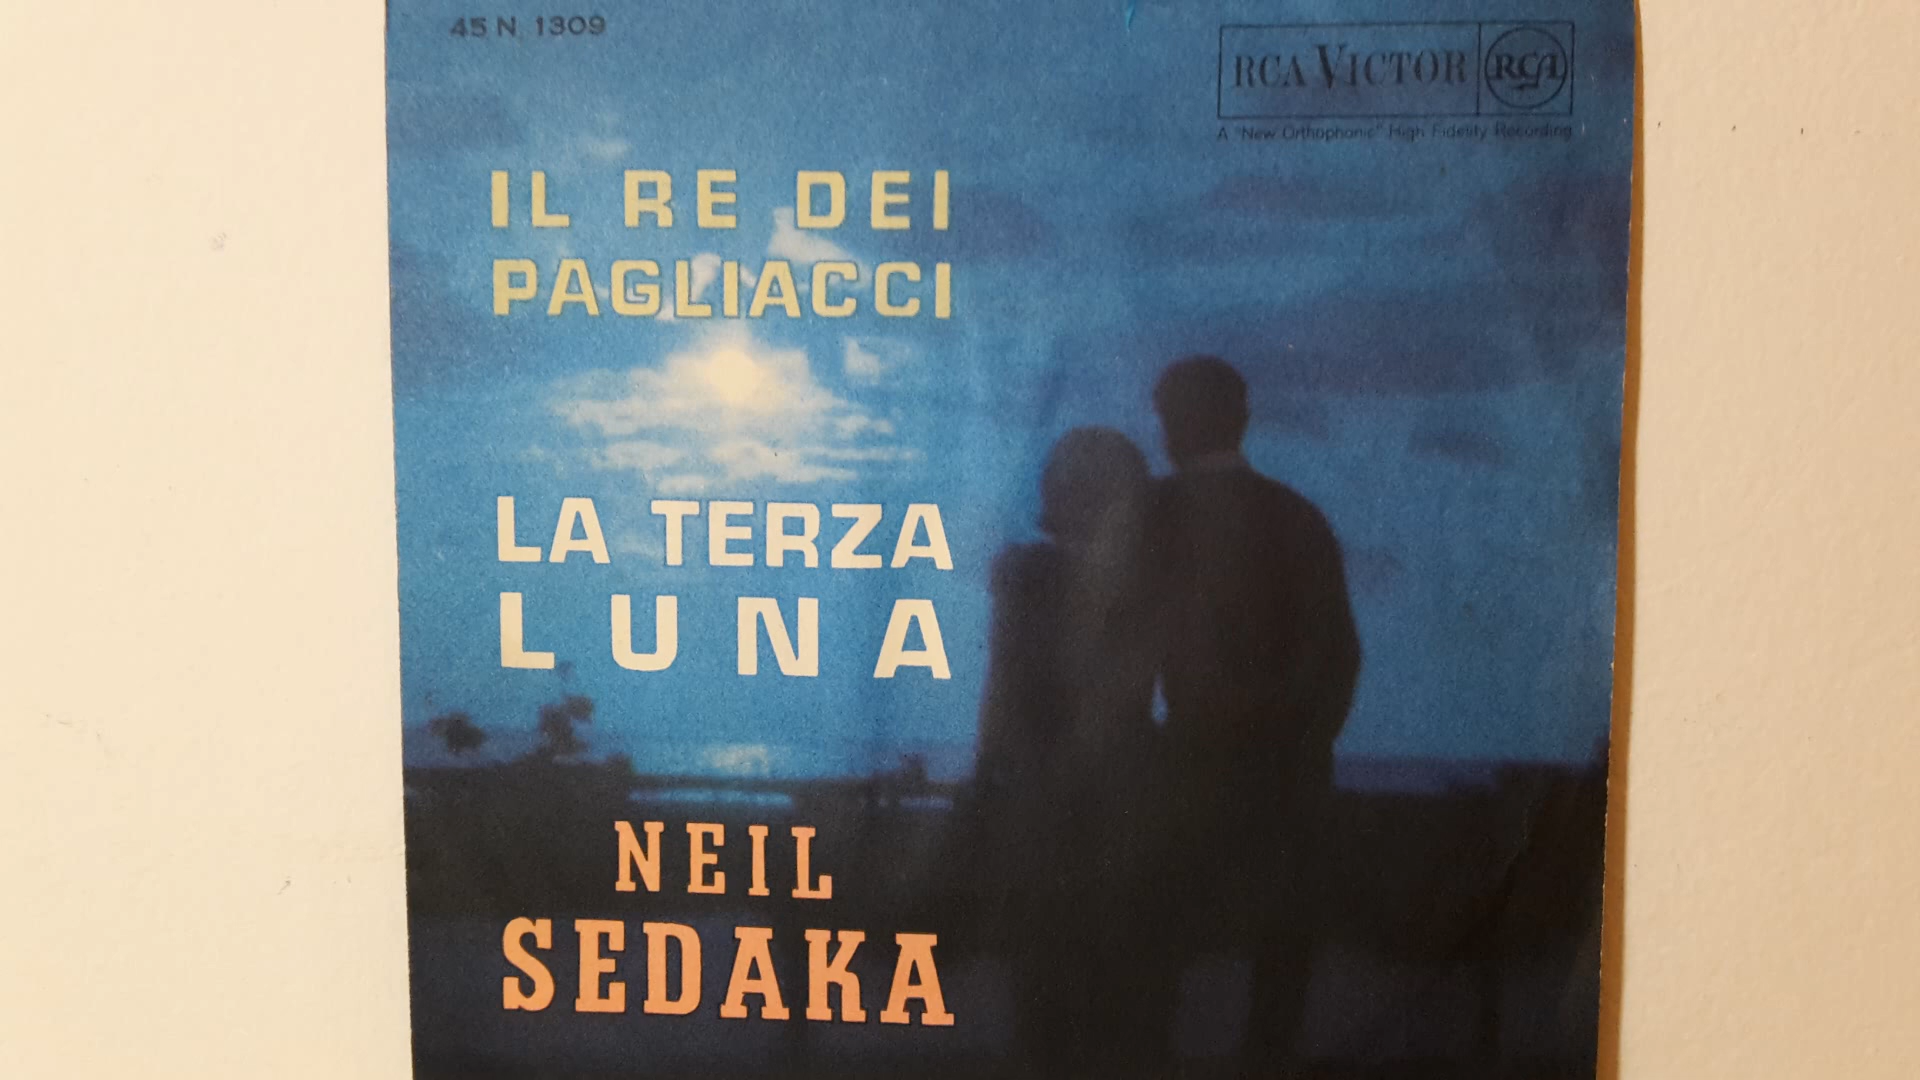 45 N 1309
RCA VICTOR RCA
A "New Orthophonic" High Fidelity Recording
IL RE DEI
PAGLIACCI
LA TERZA
LUNA
NEIL
SEDAKA